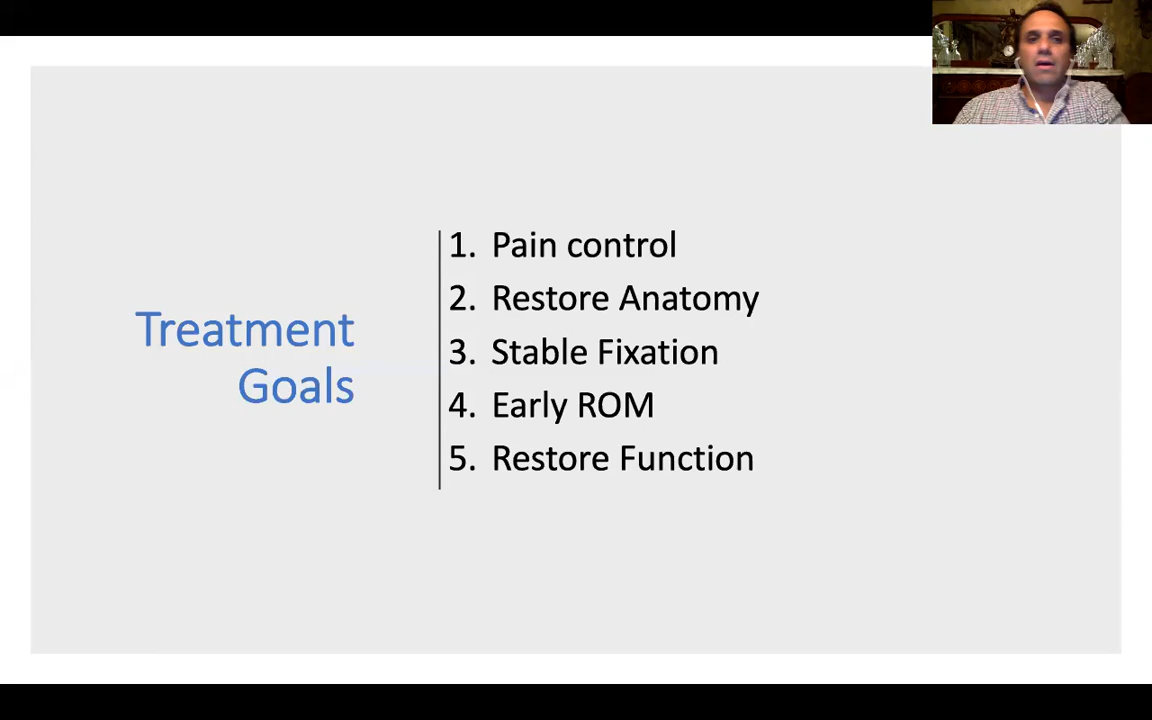 Treatment
Goals
1. Pain control
2. Restore Anatomy
3. Stable Fixation
4. Early ROM
5. Restore Function